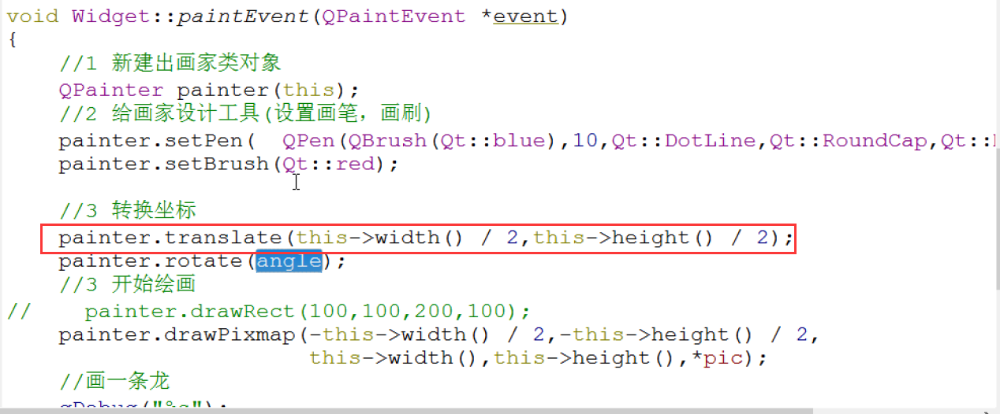 void Widget::paintEvent(QPaintEvent *event)
{
//1 新建出画家类对象
QPainter painter(this);
//2 给画家设计工具(设置画笔，画刷)
painter.setPen(  QPen(QBrush(Qt::blue),10,Qt::DotLine,Qt::RoundCap,Qt::
painter.setBrush(Qt::red);
//3 转换坐标
painter.translate(this->width() / 2,this->height() / 2);
painter.rotate(angle);
//3 开始绘画
//    painter.drawRect(100,100,200,100);
painter.drawPixmap(-this->width() / 2,-this->height() / 2,
this->width(),this->height(),*pic);
//画一条龙